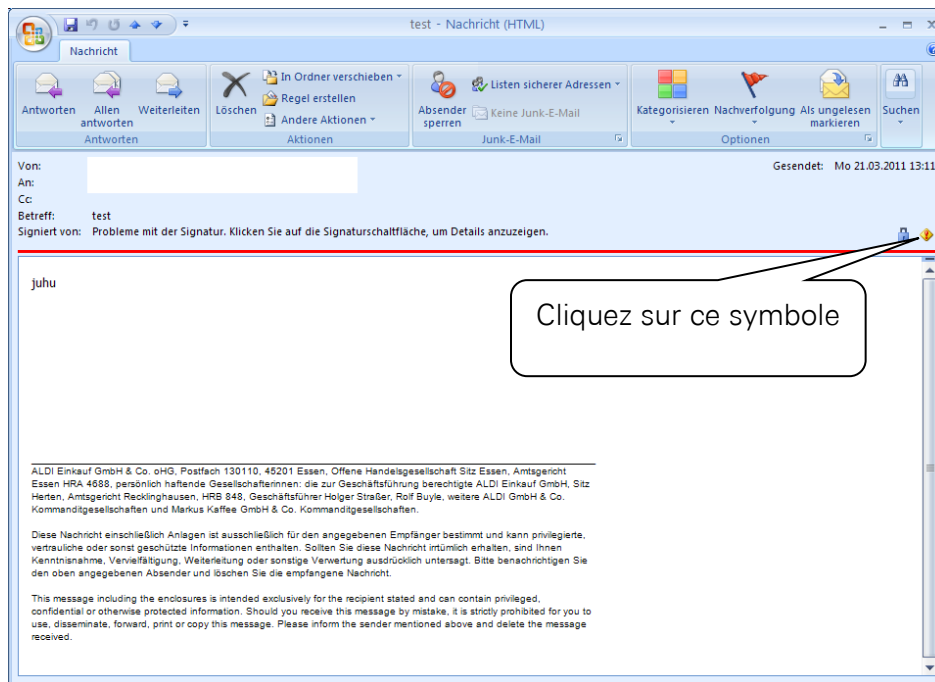 test - Nachricht (HTML)
Nachricht
Antworten
Allen antworten
Weiterleiten
Antworten
Löschen
In Ordner verschieben
Regel erstellen
Andere Aktionen
Aktionen
Absender sperren
Listen sicherer Adressen
Keine Junk-E-Mail
Junk-E-Mail
Kategorisieren
Nachverfolgung
Als ungelesen markieren
Optionen
Suchen
Von:
Gesendet: Mo 21.03.2011 13:11
An:
Cc:
Betreff: test
Signiert von: Probleme mit der Signatur. Klicken Sie auf die Signaturschaltfläche, um Details anzuzeigen.
juhu
Cliquez sur ce symbole
ALDI Einkauf GmbH & Co. oHG, Postfach 130110, 45201 Essen, Offene Handelsgesellschaft Sitz Essen, Amtsgericht
Essen HRA 4688, persönlich haftende Gesellschafterinnen: die zur Geschäftsführung berechtigte ALDI Einkauf GmbH, Sitz
Herten, Amtsgericht Recklinghausen, HRB 848, Geschäftsführer Holger Straßer, Rolf Buyle, weitere ALDI GmbH & Co.
Kommanditgesellschaften und Markus Kaffee GmbH & Co. Kommanditgesellschaften.
Diese Nachricht einschließlich Anlagen ist ausschließlich für den angegebenen Empfänger bestimmt und kann privilegierte,
vertrauliche oder sonst geschützte Informationen enthalten. Sollten Sie diese Nachricht irrtümlich erhalten, sind Ihnen
Kenntnisnahme, Vervielfältigung, Weiterleitung oder sonstige Verwertung ausdrücklich untersagt. Bitte benachrichtigen Sie
den oben angegebenen Absender und löschen Sie die empfangene Nachricht.
This message including the enclosures is intended exclusively for the recipient stated and can contain privileged,
confidential or otherwise protected information. Should you receive this message by mistake, it is strictly prohibited for you to
use, disseminate, forward, print or copy this message. Please inform the sender mentioned above and delete the message
received.